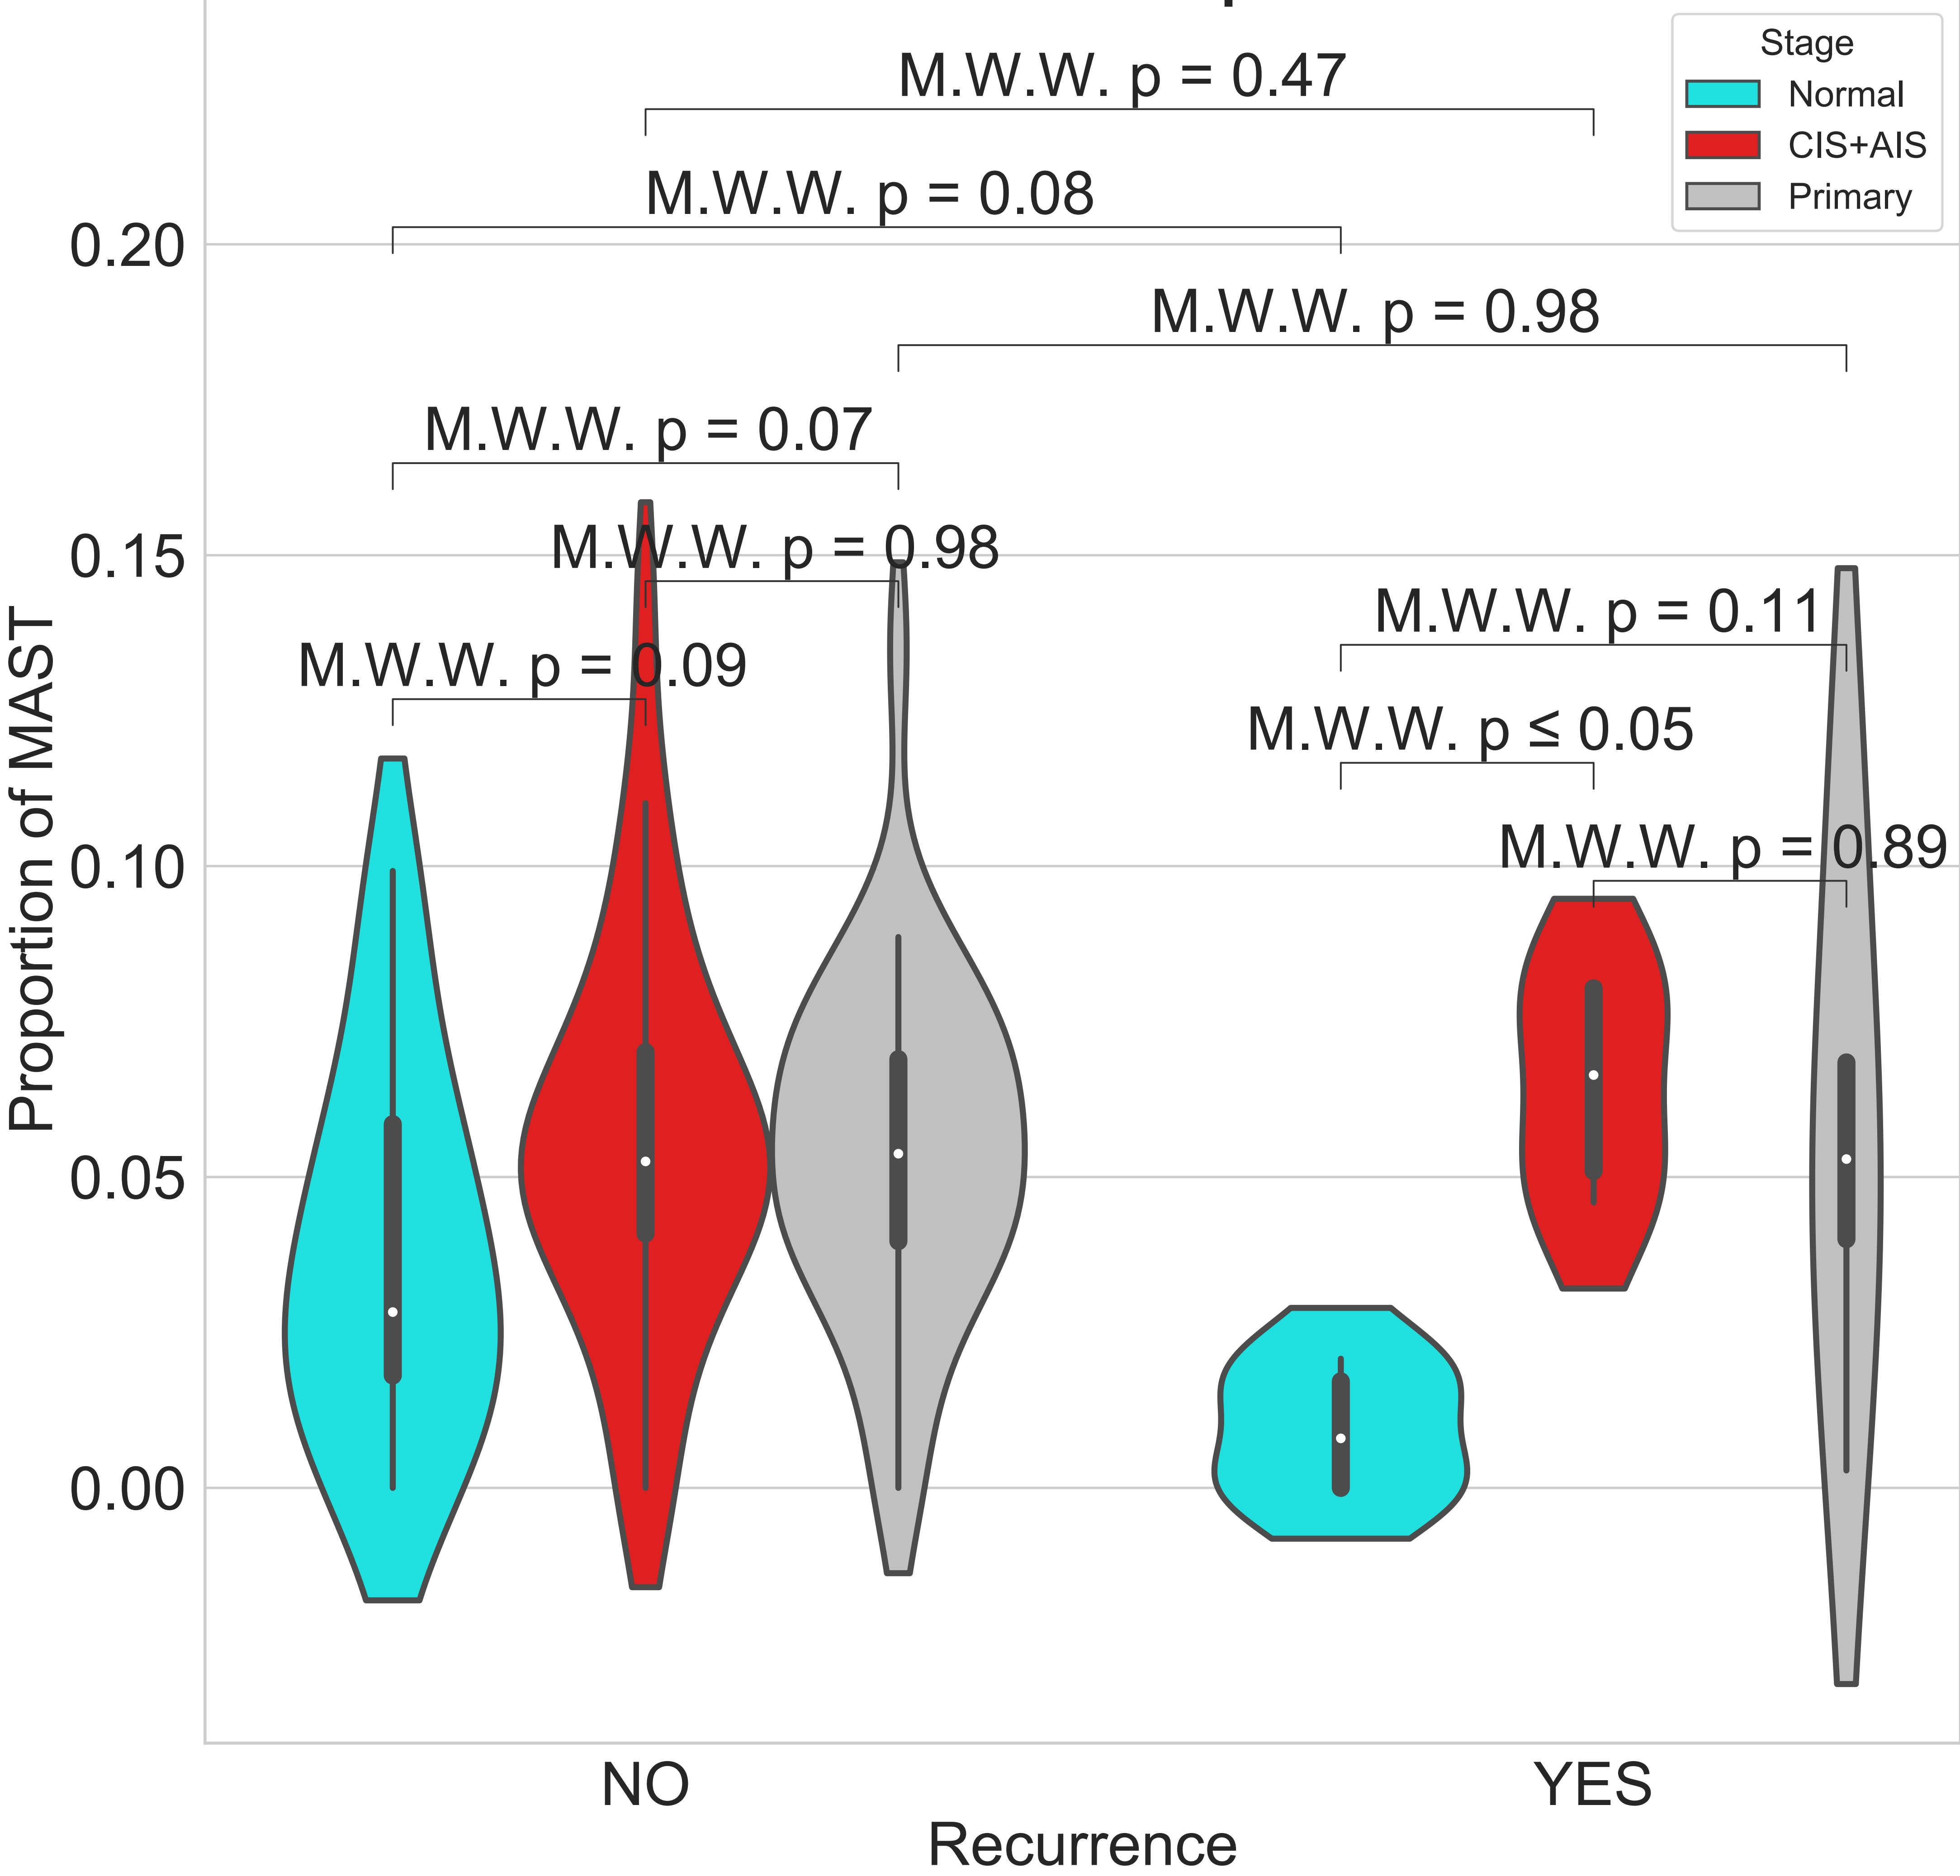 Stage
Normal
CIS+AIS
Primary
M.W.W. p = 0.47
M.W.W. p = 0.08
M.W.W. p = 0.98
M.W.W. p = 0.07
M.W.W. p = 0.98
M.W.W. p = 0.09
M.W.W. p = 0.11
M.W.W. p ≤ 0.05
M.W.W. p = 0.89
Proportion of MAST
0.20
0.15
0.10
0.05
0.00
NO
YES
Recurrence